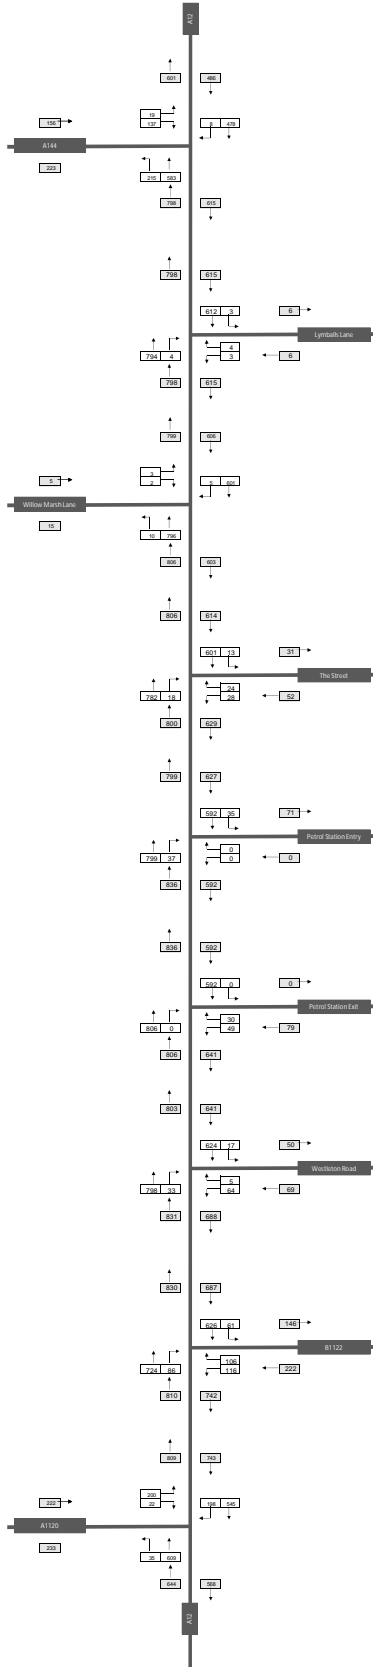 A12
601 486
156 19
137 8 478
A144
223 215 583
798 615
798 615
612 3 6
Lymballs Lane
794 4 4
3 6
798 615
799 606
5 3
2 5 601
Willow Marsh Lane
15 10 796
806 603
806 614
601 13 31
The Street
782 18 24
28 52
800 629
799 627
592 35 71
Petrol Station Entry
799 37 0
0 0
836 592
836 592
592 0 0
Petrol Station Exit
806 0 30
49 79
806 641
803 641
624 17 50
Westleton Road
798 33 5
64 69
831 688
830 687
626 61 146
B1122
724 86 106
116 222
810 742
809 743
222 200
22 198 545
A1120
233 35 609
644 568
A12